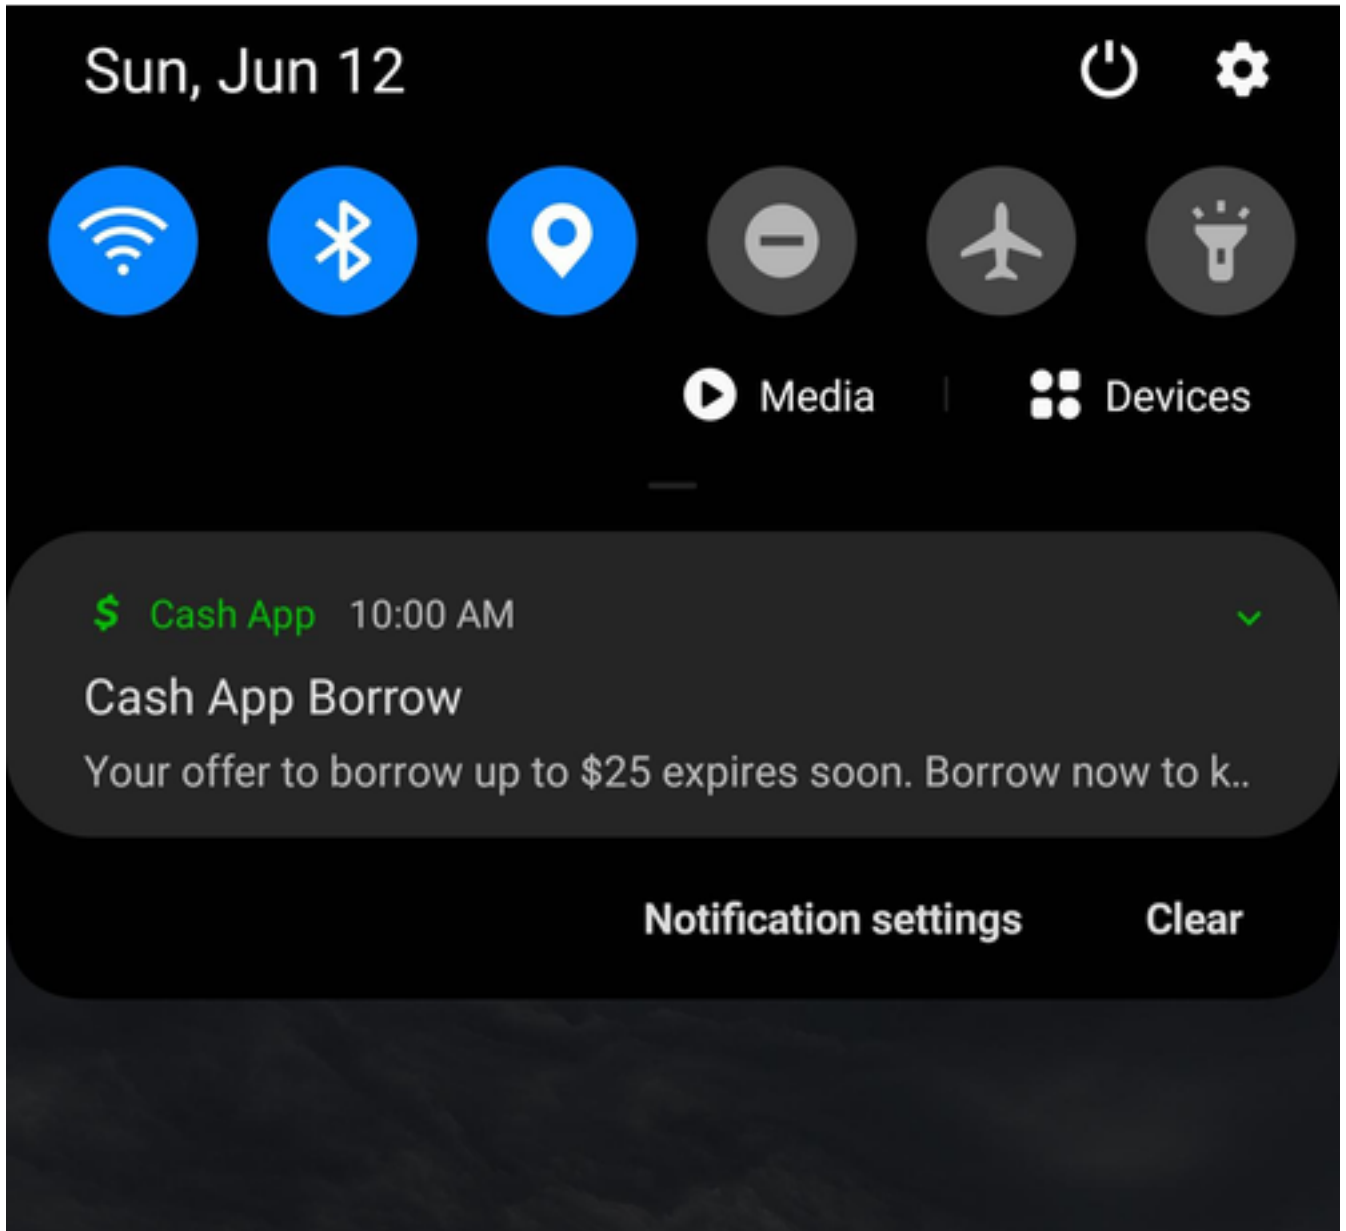 Sun, Jun 12
Media
Devices
$ Cash App 10:00 AM
Cash App Borrow
Your offer to borrow up to $25 expires soon. Borrow now to k..
Notification settings Clear